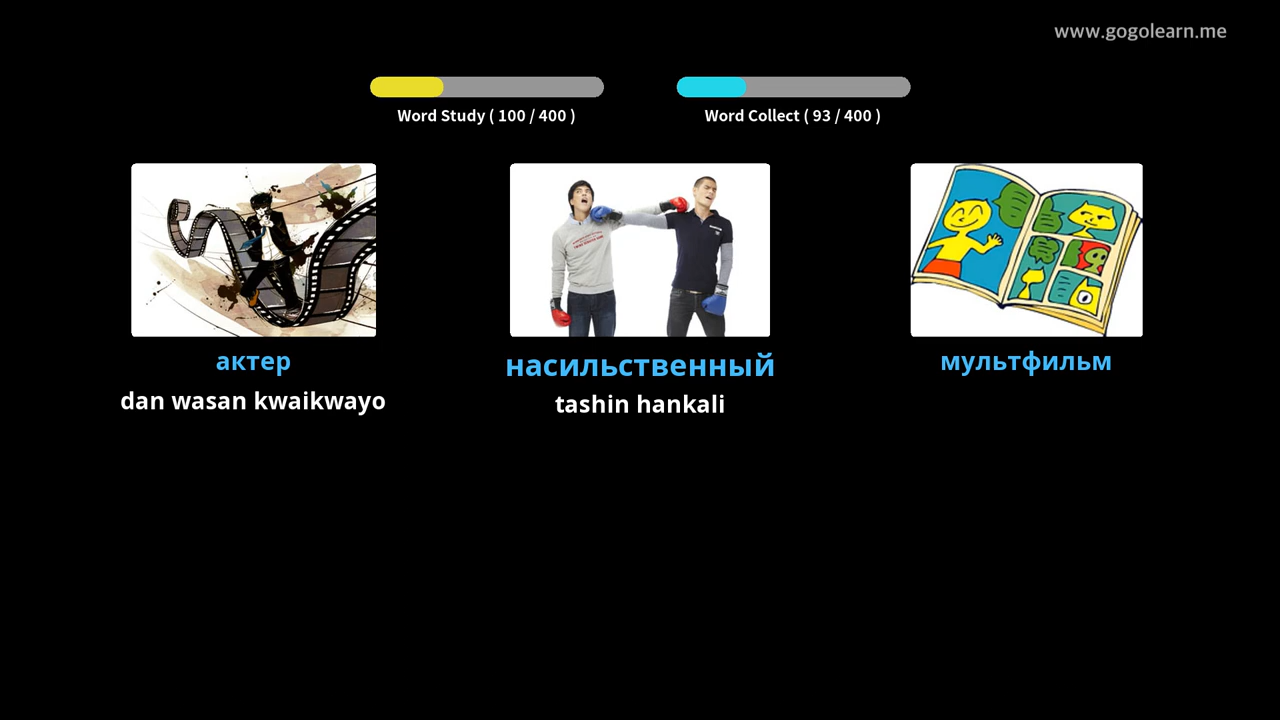 www.gogolearn.me
Word Study ( 100 / 400 )
Word Collect ( 93 / 400 )
актер
насильственный
мультфильм
dan wasan kwaikwayo
tashin hankali